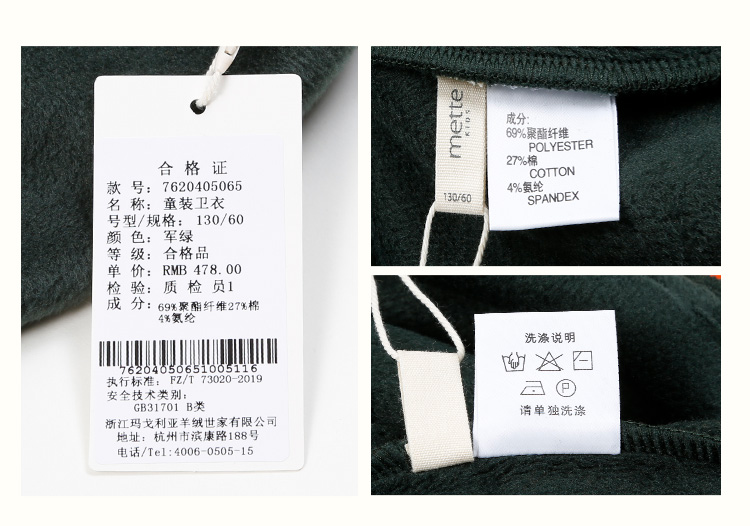 合格证
款 号: 7620405065
名 称: 童装卫衣
号型/规格: 130/60
颜 色: 军绿
等 级: 合格品
单 价: RMB 478.00
检 验: 质 检 员1
成 分: 69%聚酯纤维27%棉
4%氨纶
76204050651005116
执行标准: FZ/T 73020-2019
安全技术类别:
GB31701 B类
浙江玛戈利亚羊绒世家有限公司
地址: 杭州市滨康路188号
电话/Tel:4006-0505-15
mette
KIDS
130/60
成分:
69%聚酯纤维
POLYESTER
27%棉
COTTON
4%氨纶
SPANDEX
洗涤说明
P
请单独洗涤